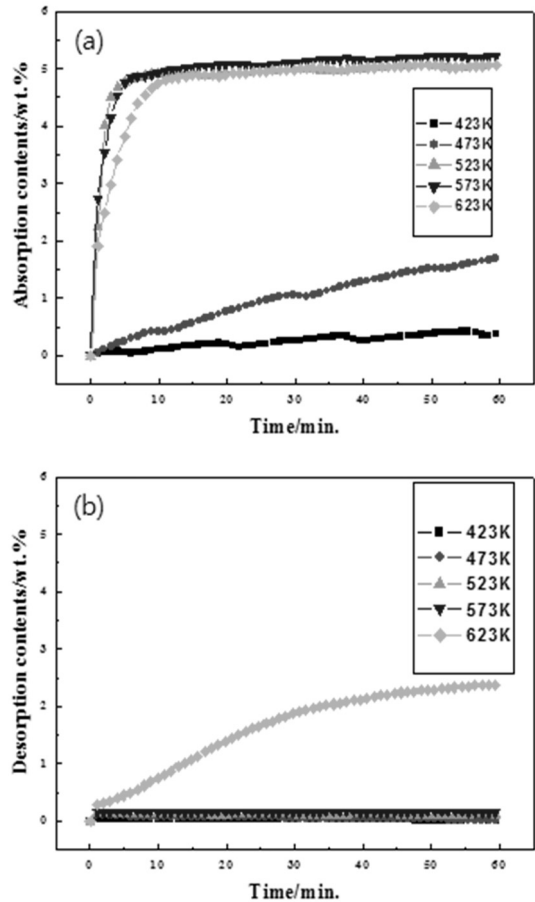 (a)
Absorption contents/wt.%
6
5
4
3
2
1
0
423K
473K
523K
573K
623K
0 10 20 30 40 50 60
Time/min.
(b)
Desorption contents/wt.%
6
5
4
3
2
1
0
423K
473K
523K
573K
623K
0 10 20 30 40 50 60
Time/min.